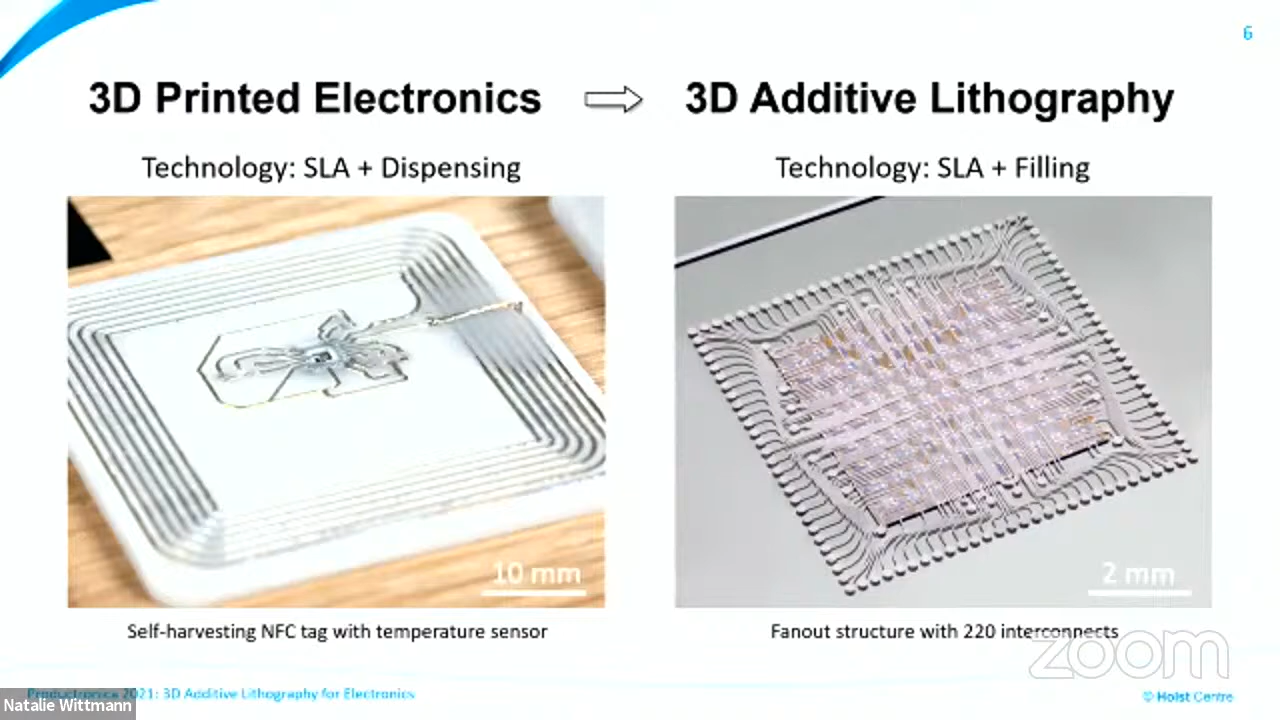 6
3D Printed Electronics
3D Additive Lithography
Technology: SLA + Dispensing
Technology: SLA + Filling
10 mm
2 mm
Self-harvesting NFC tag with temperature sensor
Fanout structure with 220 interconnects
zoom
Productronica 2021: 3D Additive Lithography for Electronics
© Holst Centre
Natalie Wittmann